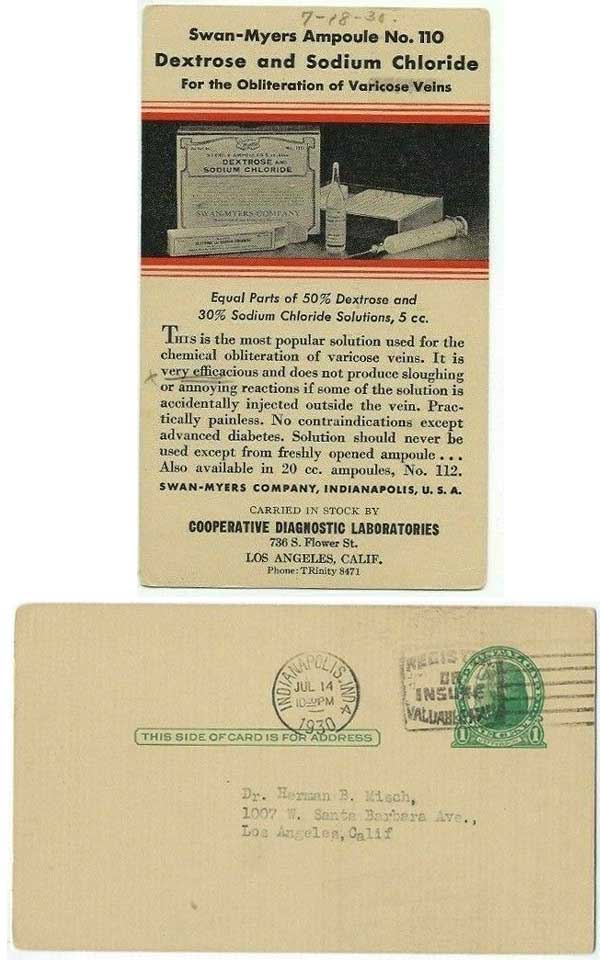 7-18-30.
Swan-Myers Ampoule No. 110
Dextrose and Sodium Chloride
For the Obliteration of Varicose Veins
STERILE AMPOULES
No. 110
DEXTROSE AND
SODIUM CHLORIDE
SWAN-MYERS COMPANY
Equal Parts of 50% Dextrose and
30% Sodium Chloride Solutions, 5 cc.
THIS is the most popular solution used for the
chemical obliteration of varicose veins. It is
very efficacious and does not produce sloughing
or annoying reactions if some of the solution is
accidentally injected outside the vein. Prac-
tically painless. No contraindications except
advanced diabetes. Solution should never be
used except from freshly opened ampoule . . .
Also available in 20 cc. ampoules, No. 112.
SWAN-MYERS COMPANY, INDIANAPOLIS, U. S. A.
CARRIED IN STOCK BY
COOPERATIVE DIAGNOSTIC LABORATORIES
736 S. Flower St.
LOS ANGELES, CALIF.
Phone: TRinity 8471
INDIANAPOLIS, IND.
JUL 14
PM
1930
REGISTER
OR
INSURE
VALUABLE
1 1
THIS SIDE OF CARD IS FOR ADDRESS
Dr. Herman B. Misch,
1007 W. Santa Barbara Ave.,
Los Angeles, Calif